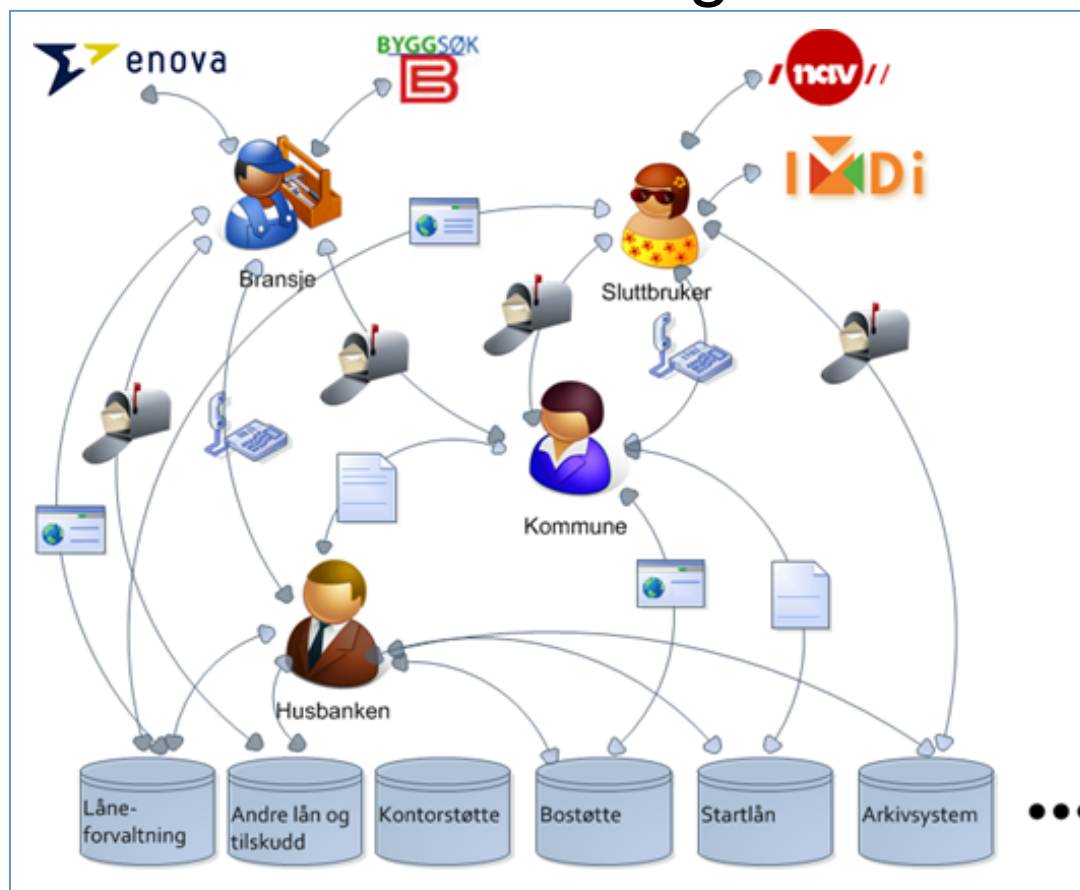 enova
BYGGSØK
B
nav
IMDi
Bransje
Sluttbruker
Kommune
Husbanken
Låne-
forvaltning
Andre lån og
tilskudd
Kontorstøtte
Bostøtte
Startlån
Arkivsystem